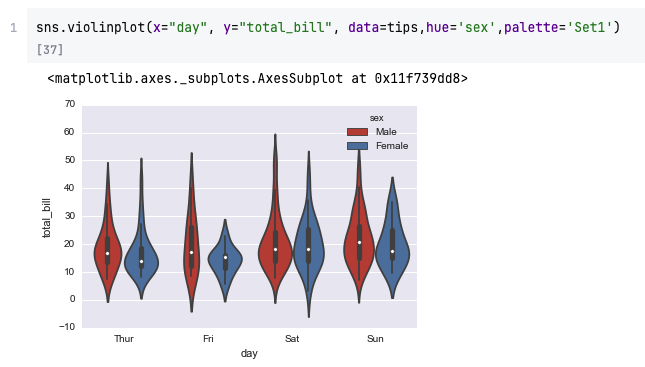 1 sns.violinplot(x="day", y="total_bill", data=tips,hue='sex',palette='Set1')
[37]
<matplotlib.axes._subplots.AxesSubplot at 0x11f739dd8>
70
60
50
40
30
20
10
0
−10
total_bill
sex
Male
Female
Thur Fri Sat Sun
day